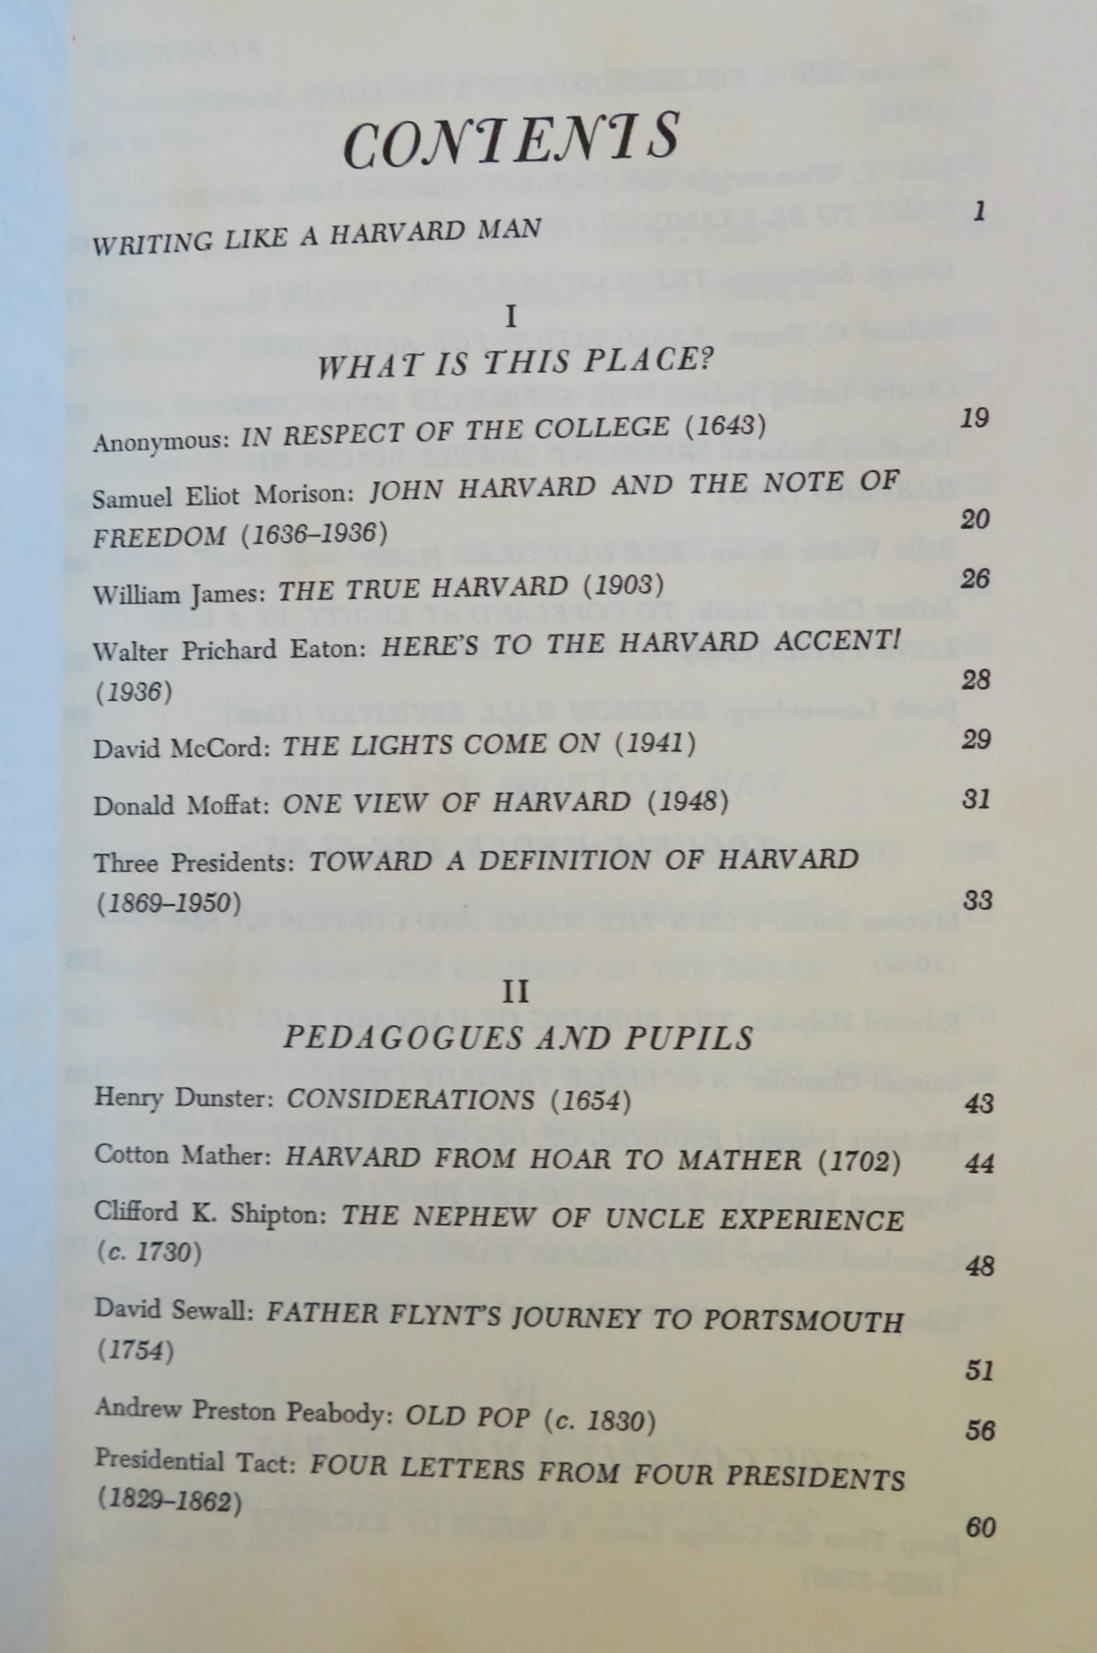 CONTENTS
WRITING LIKE A HARVARD MAN 1
I
WHAT IS THIS PLACE?
Anonymous: IN RESPECT OF THE COLLEGE (1643) 19
Samuel Eliot Morison: JOHN HARVARD AND THE NOTE OF
FREEDOM (1636–1936) 20
William James: THE TRUE HARVARD (1903) 26
Walter Prichard Eaton: HERE'S TO THE HARVARD ACCENT!
(1936) 28
David McCord: THE LIGHTS COME ON (1941) 29
Donald Moffat: ONE VIEW OF HARVARD (1948) 31
Three Presidents: TOWARD A DEFINITION OF HARVARD
(1869–1950) 33
II
PEDAGOGUES AND PUPILS
Henry Dunster: CONSIDERATIONS (1654) 43
Cotton Mather: HARVARD FROM HOAR TO MATHER (1702) 44
Clifford K. Shipton: THE NEPHEW OF UNCLE EXPERIENCE
(c. 1730) 48
David Sewall: FATHER FLYNT'S JOURNEY TO PORTSMOUTH
(1754) 51
Andrew Preston Peabody: OLD POP (c. 1830) 56
Presidential Tact: FOUR LETTERS FROM FOUR PRESIDENTS
(1829–1862) 60